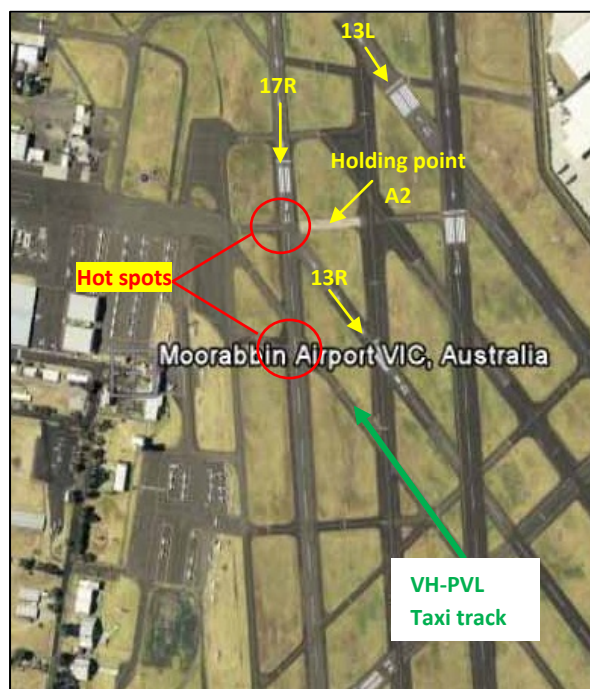 13L
17R
Holding point
A2
Hot spots
13R
Moorabbin Airport VIC, Australia
VH-PVL
Taxi track